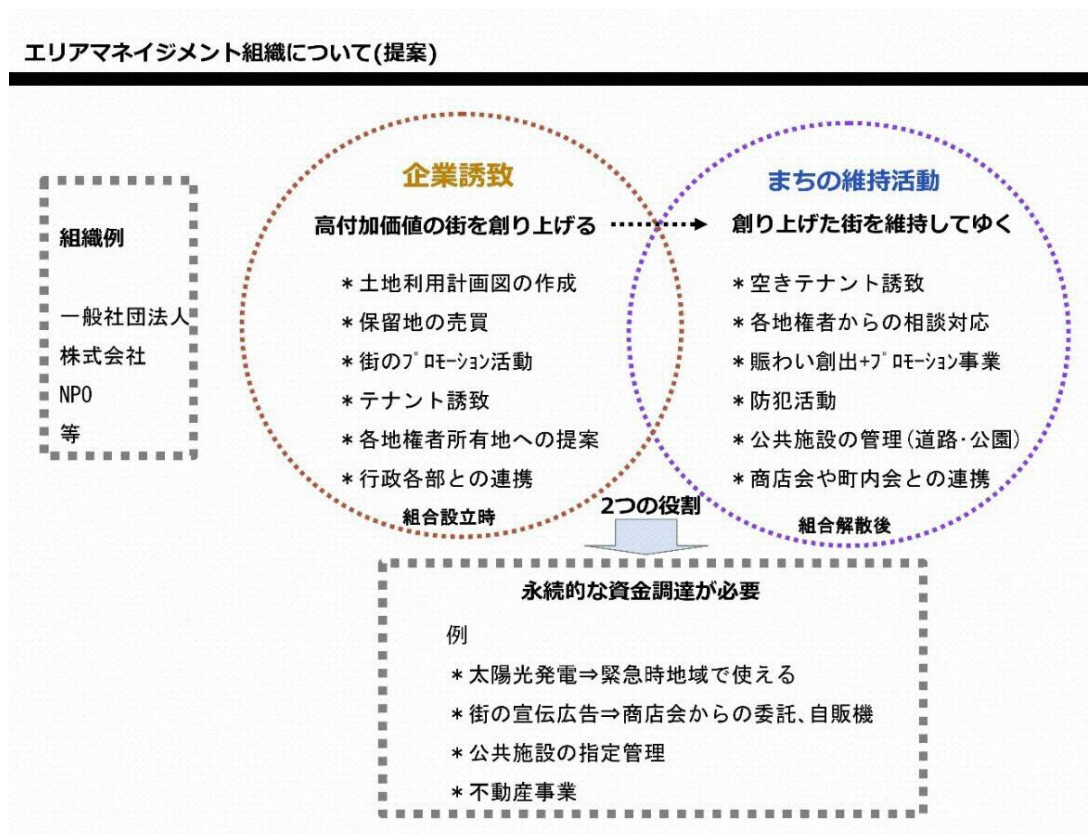 エリアマネイジメント組織について(提案)
組織例
一般社団法人
株式会社
NPO
等
企業誘致
高付加価値の街を創り上げる
*土地利用計画図の作成
*保留地の売買
*街のﾌﾟﾛﾓｰｼｮﾝ活動
*テナント誘致
*各地権者所有地への提案
*行政各部との連携
組合設立時
まちの維持活動
創り上げた街を維持してゆく
*空きテナント誘致
*各地権者からの相談対応
*賑わい創出+ﾌﾟﾛﾓｰｼｮﾝ事業
*防犯活動
*公共施設の管理(道路･公園)
*商店会や町内会との連携
組合解散後
2つの役割
永続的な資金調達が必要
例
*太陽光発電⇒緊急時地域で使える
*街の宣伝広告⇒商店会からの委託､自販機
*公共施設の指定管理
*不動産事業